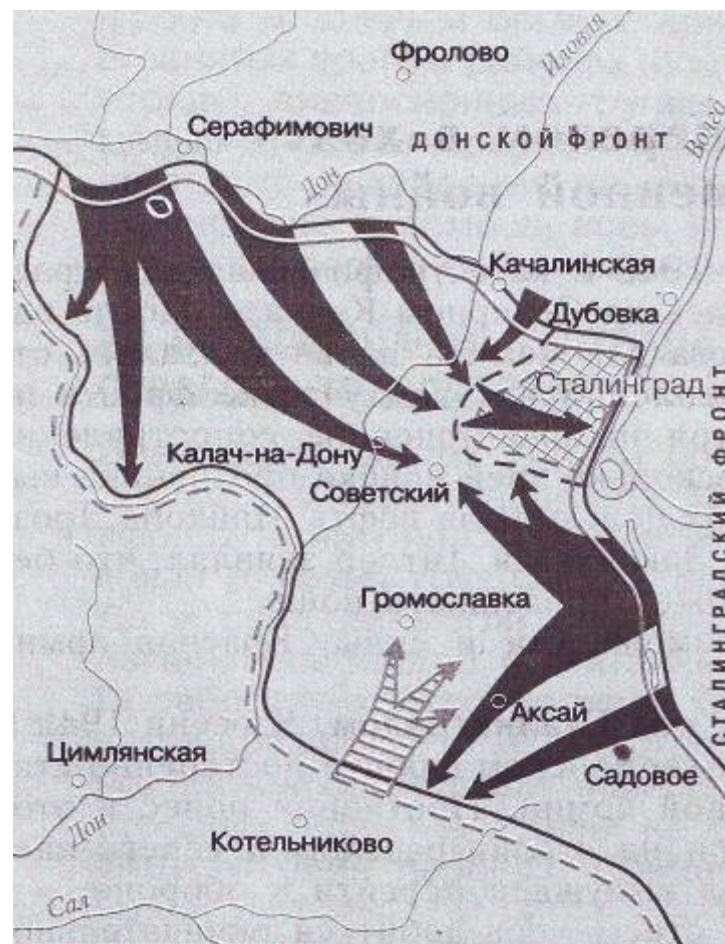 Фролово
Иловля
Волга
Серафимович
ДОНСКОЙ ФРОНТ
Дон
Качалинская
Дубовка
Сталинград
СТАЛИНГРАДСКИЙ ФРОНТ
Калач-на-Дону
Советский
Громославка
Аксай
Садовое
Цимлянская
Дон
Котельниково
Сая